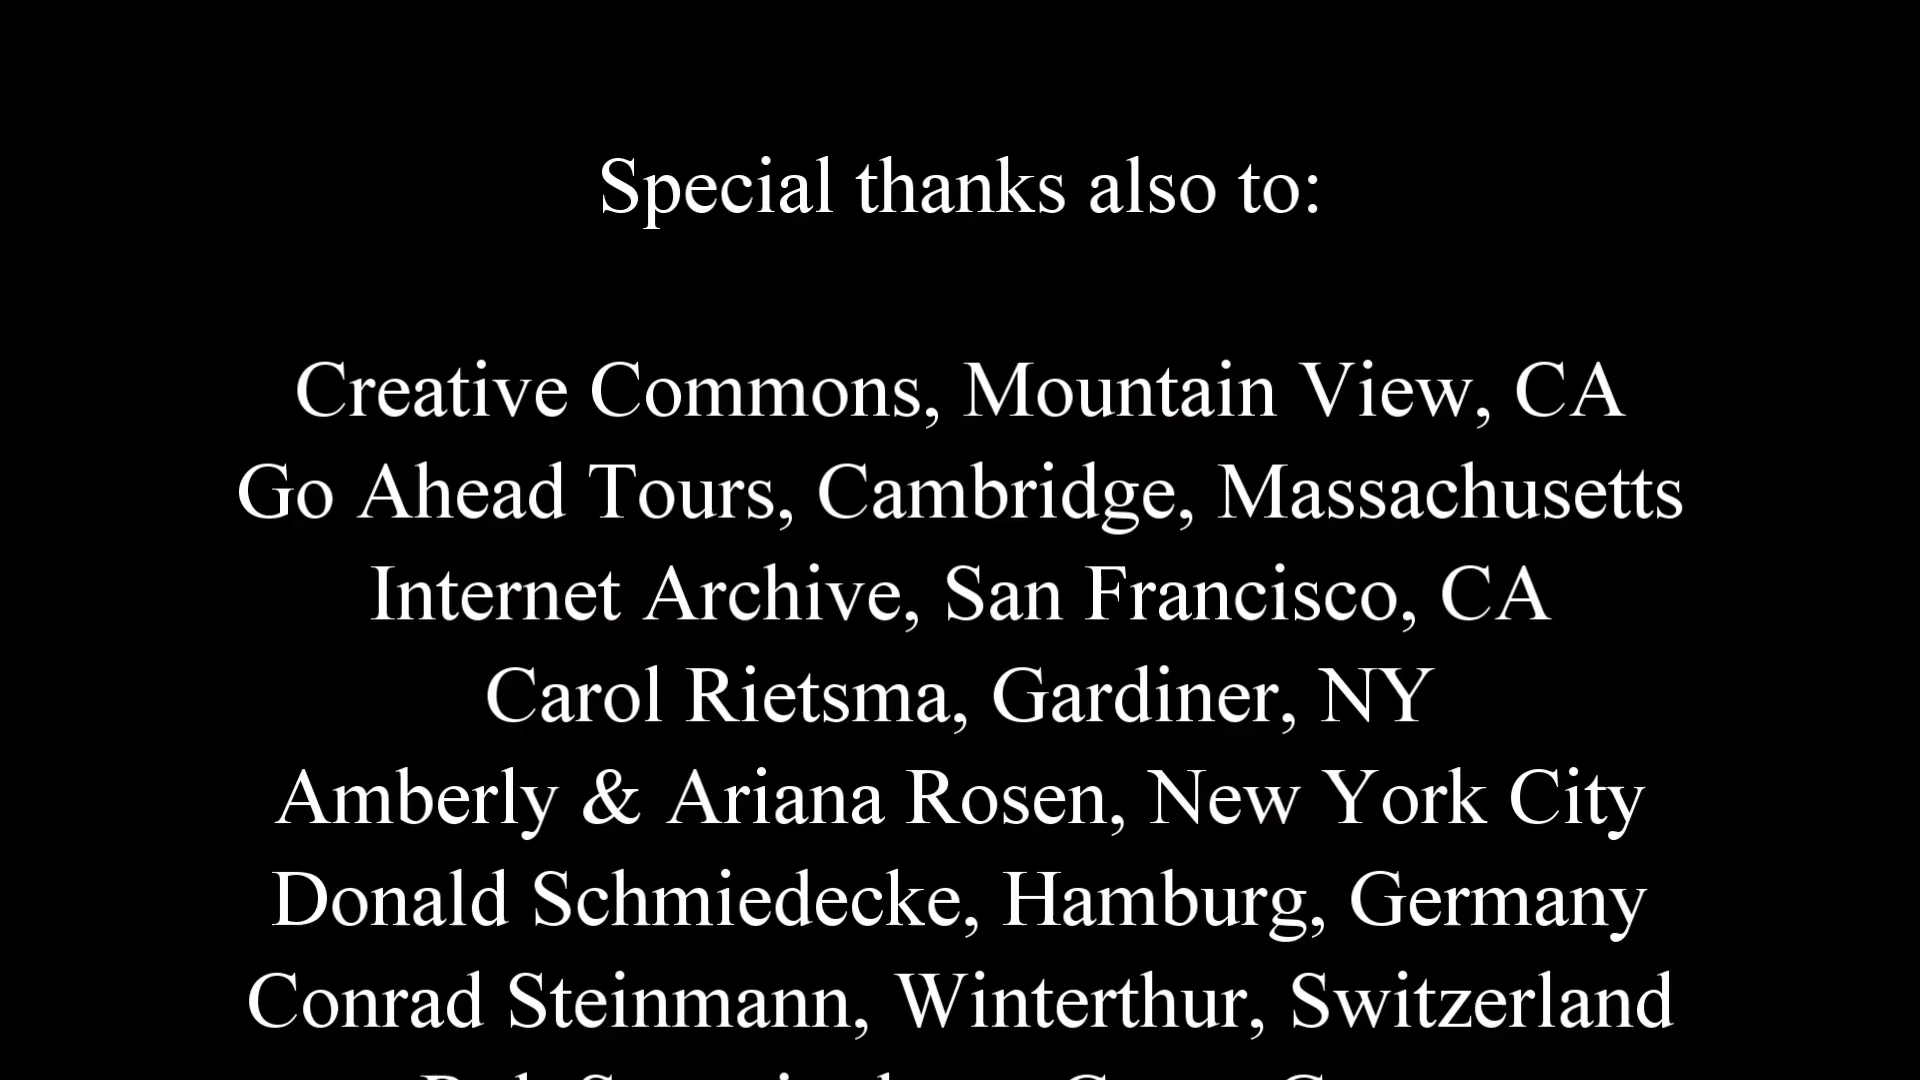 Special thanks also to:
Creative Commons, Mountain View, CA
Go Ahead Tours, Cambridge, Massachusetts
Internet Archive, San Francisco, CA
Carol Rietsma, Gardiner, NY
Amberly & Ariana Rosen, New York City
Donald Schmiedecke, Hamburg, Germany
Conrad Steinmann, Winterthur, Switzerland